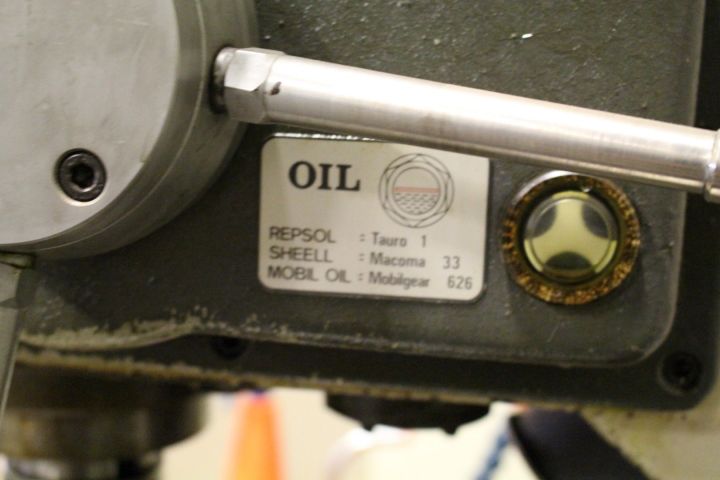 OIL
REPSOL : Tauro 1
SHEELL : Macoma 33
MOBIL OIL : Mobilgear 626